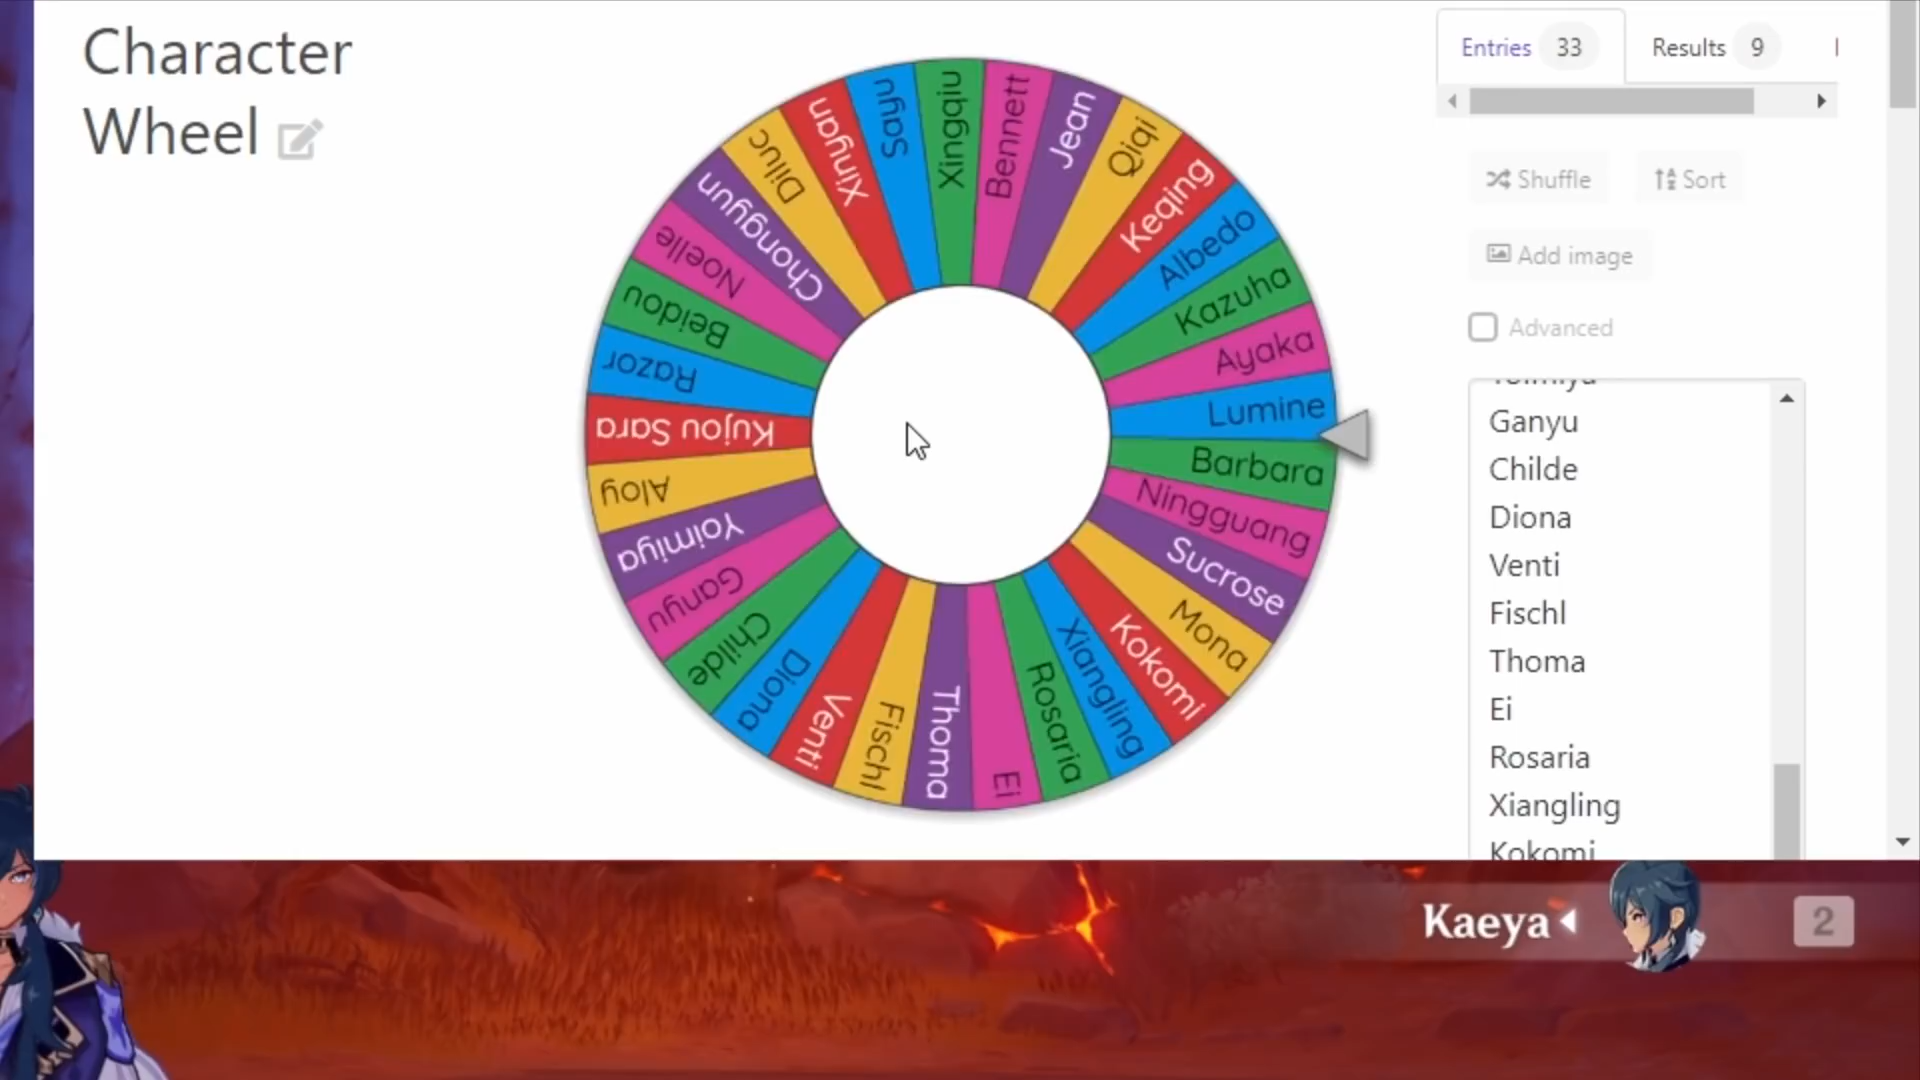 Character
Wheel
Entries 33
Results 9
Shuffle
Sort
Add image
Advanced
Yoimiya
Ganyu
Childe
Diona
Venti
Fischl
Thoma
Ei
Rosaria
Xiangling
Kokomi
Xingqiu
Bennett
Jean
Qiqi
Keqing
Albedo
Kazuha
Ayaka
Lumine
Barbara
Ningguang
Sucrose
Mona
Kokomi
Xiangling
Rosaria
Ei
Thoma
Fischl
Venti
Diona
Childe
Ganyu
Yoimiya
Aloy
Kujou Sara
Razor
Beidou
Noelle
Chongyun
Diluc
Xinyan
Sayu
Kaeya
2